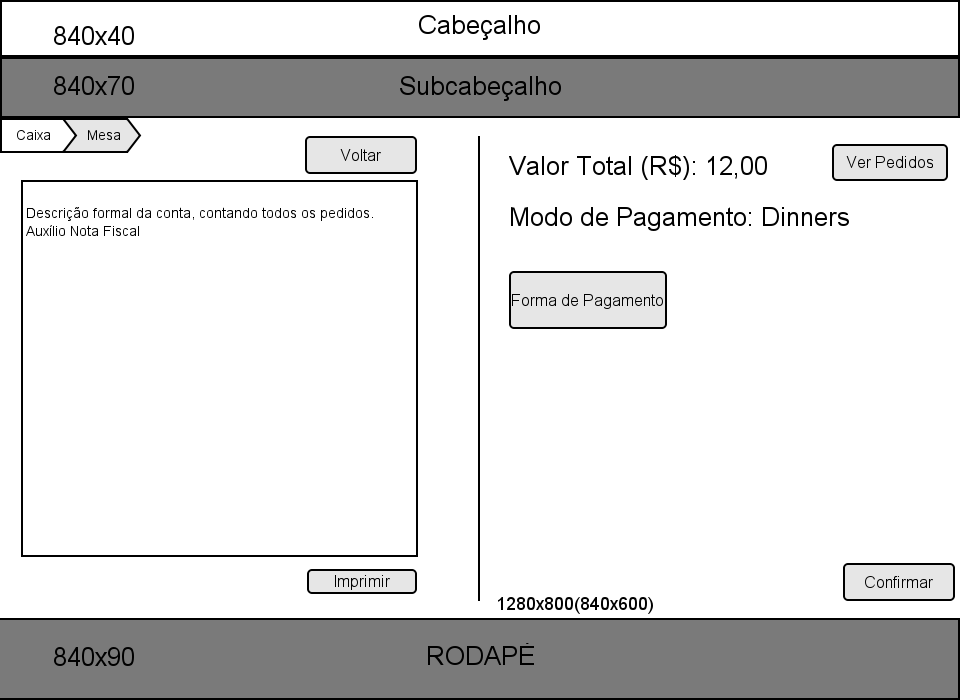 Cabeçalho
840x40
840x70
Subcabeçalho
Caixa
Mesa
Voltar
Descrição formal da conta, contando todos os pedidos.
Auxílio Nota Fiscal
Imprimir
Valor Total (R$): 12,00
Ver Pedidos
Modo de Pagamento: Dinners
Forma de Pagamento
Confirmar
1280x800(840x600)
840x90
RODAPÉ